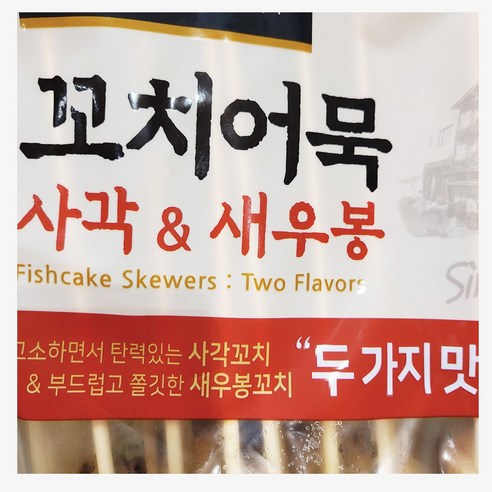 꼬치어묵
사각 & 새우봉
Fishcake Skewers : Two Flavors
고소하면서 탄력있는 사각꼬치
& 부드럽고 쫄깃한 새우봉꼬치
“두 가지 맛